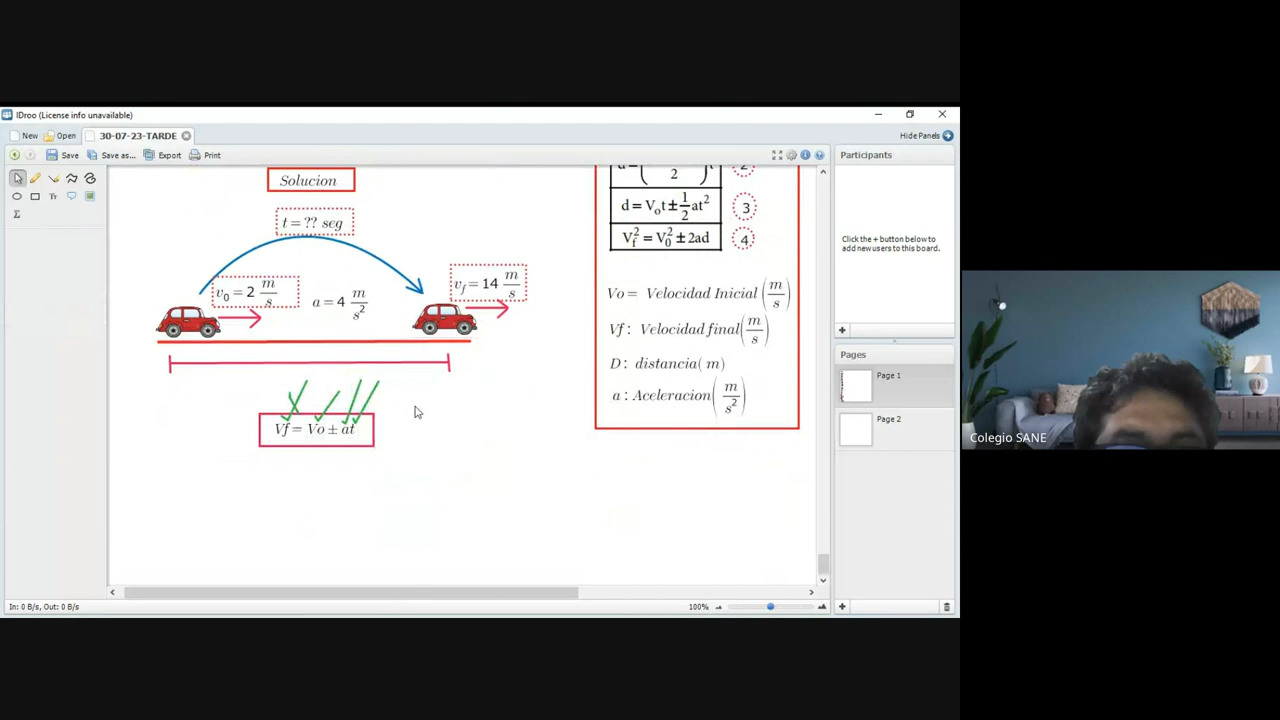 IDroo (License info unavailable)
New Open 30-07-23-TARDE Hide Panels
Save Save as... Export Print
Participants
Click the + button below to
add new users to this board.
Pages
Page 1
Page 2
Solucion
t = ?? seg
v0 = 2 m/s
a = 4 m/s²
vf = 14 m/s
Vf = Vo ± at
2
d = Vot ± 1/2 at² 3
Vf² = V0² ± 2ad 4
Vo = Velocidad Inicial (m/s)
Vf : Velocidad final (m/s)
D : distancia( m)
a : Aceleracion (m/s²)
In: 0 B/s, Out: 0 B/s
100%
Colegio SANE